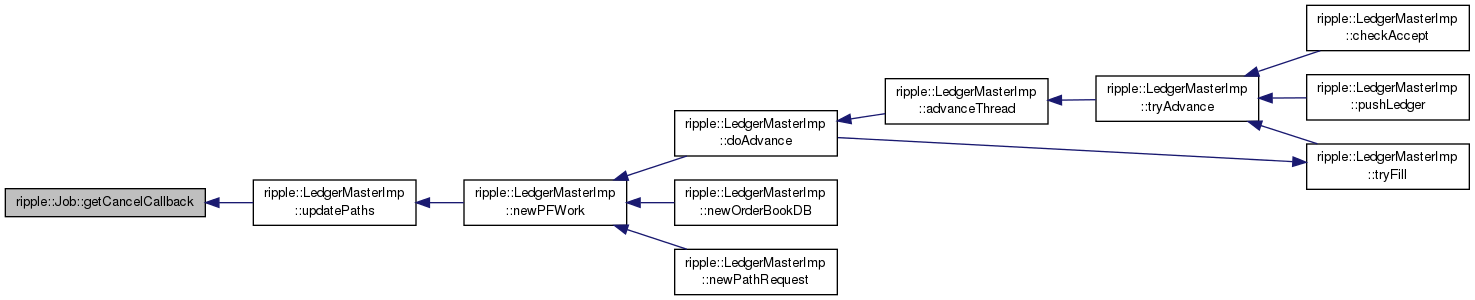 ripple::Job::getCancelCallback
ripple::LedgerMasterImp
::updatePaths
ripple::LedgerMasterImp
::newPFWork
ripple::LedgerMasterImp
::doAdvance
ripple::LedgerMasterImp
::newOrderBookDB
ripple::LedgerMasterImp
::newPathRequest
ripple::LedgerMasterImp
::advanceThread
ripple::LedgerMasterImp
::tryAdvance
ripple::LedgerMasterImp
::checkAccept
ripple::LedgerMasterImp
::pushLedger
ripple::LedgerMasterImp
::tryFill